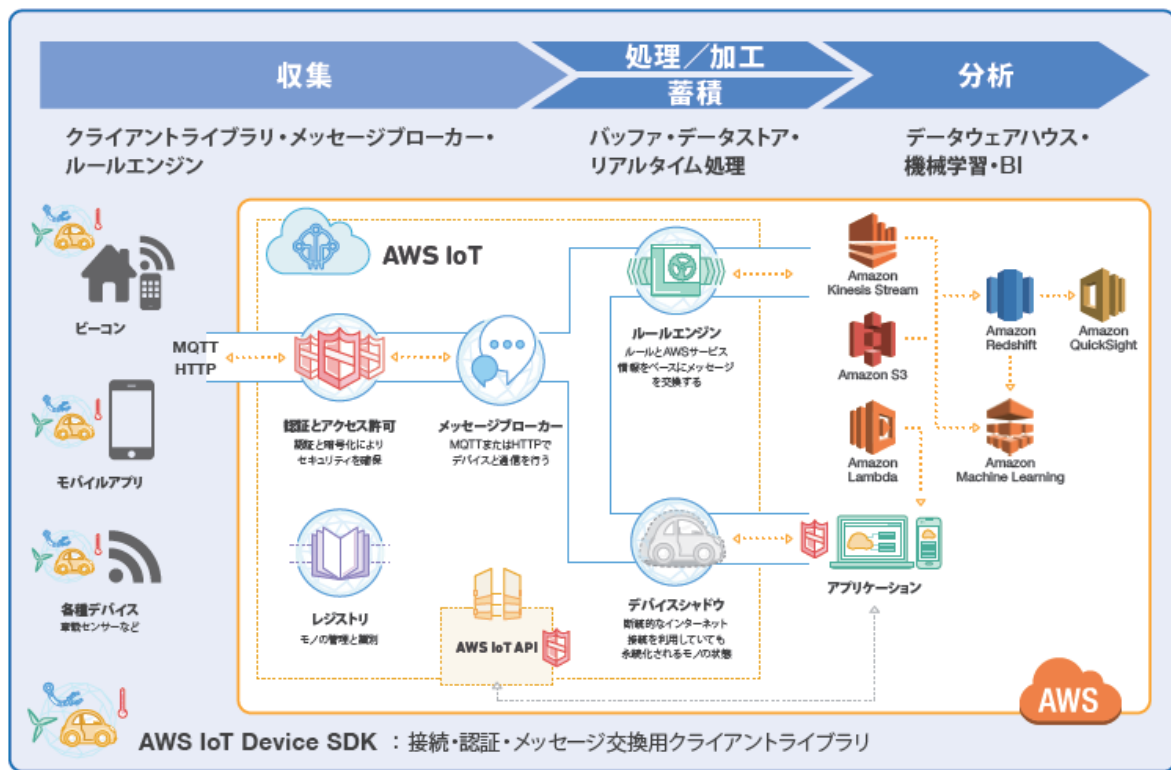 収集
処理／加工
蓄積
分析
クライアントライブラリ・メッセージブローカー・
ルールエンジン
バッファ・データストア・
リアルタイム処理
データウェアハウス・
機械学習・BI
ビーコン
モバイルアプリ
各種デバイス
車載センサーなど
MQTT
HTTP
AWS IoT
認証とアクセス許可
認証と暗号化により
セキュリティを確保
メッセージブローカー
MQTTまたはHTTPで
デバイスと通信を行う
ルールエンジン
ルールとAWSサービス
情報をベースにメッセージ
を交換する
レジストリ
モノの管理と識別
AWS IoT API
デバイスシャドウ
断続的なインターネット
接続を利用していても
永続化されるモノの状態
Amazon
Kinesis Stream
Amazon S3
Amazon
Lambda
Amazon
Redshift
Amazon
QuickSight
Amazon
Machine Learning
アプリケーション
AWS
AWS IoT Device SDK ：接続・認証・メッセージ交換用クライアントライブラリ